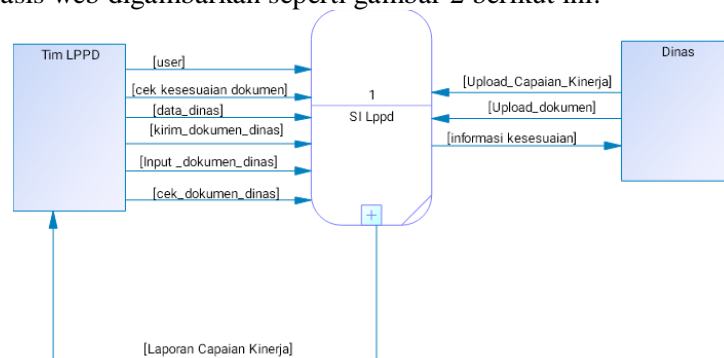 asis web digambarkan seperti gambar 2 berikut ini:
Tim LPPD
[user]
[cek kesesuaian dokumen]
[data_dinas]
[kirim_dokumen_dinas]
[Input _dokumen_dinas]
[cek_dokumen_dinas]
1
SI Lppd
+
Dinas
[Upload_Capaian_Kinerja]
[Upload_dokumen]
[informasi kesesuaian]
[Laporan Capaian Kinerja]